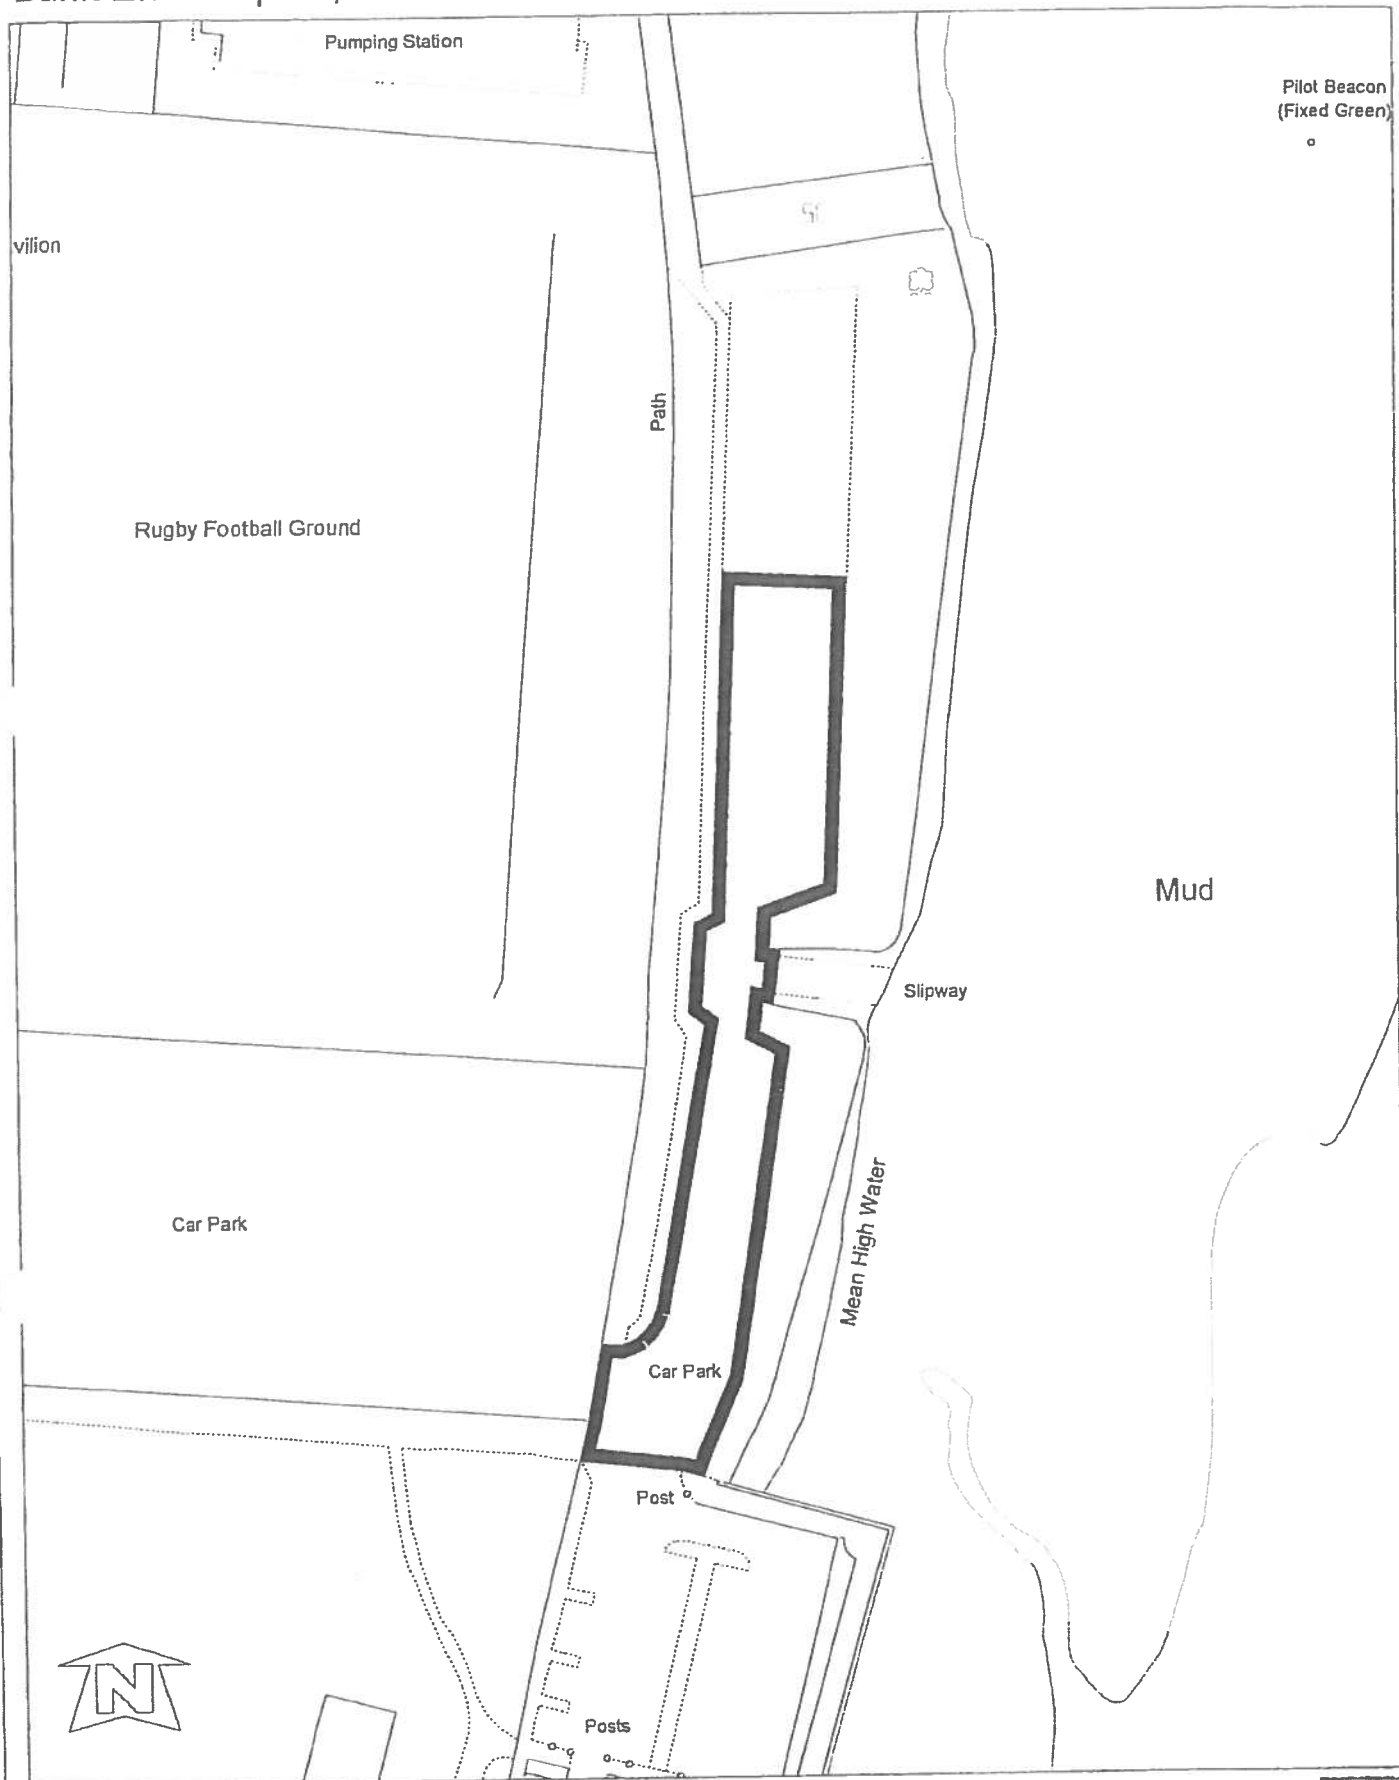 Pumping Station
Pilot Beacon
(Fixed Green)
vilion
Path
Rugby Football Ground
Mud
Slipway
Mean High Water
Car Park
Car Park
Post
Posts
N